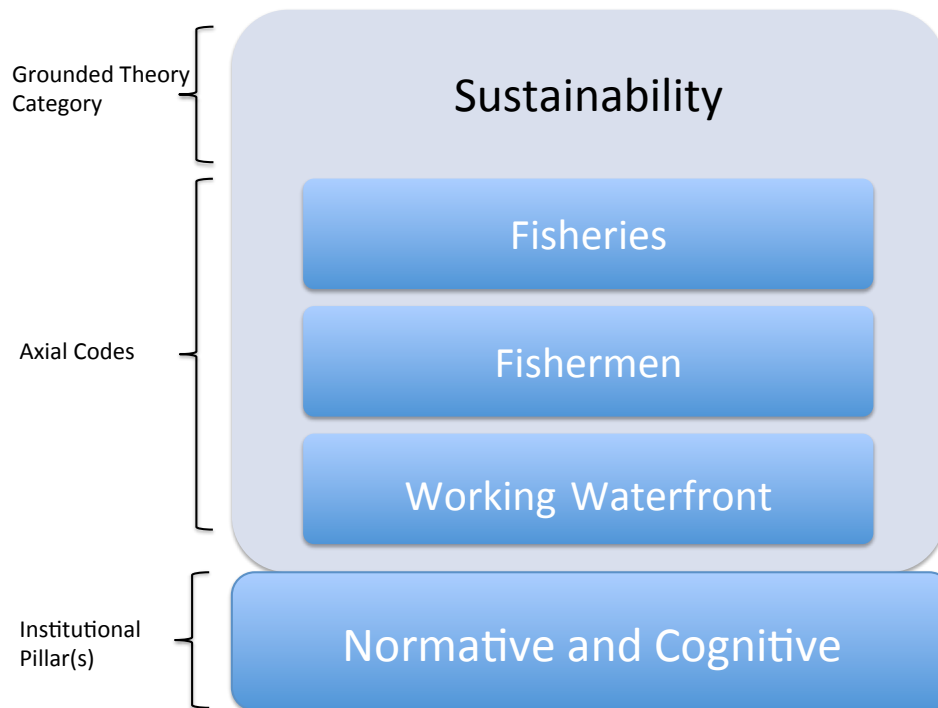 Grounded Theory
Category
Sustainability
Fisheries
Axial Codes
Fishermen
Working Waterfront
Institutional
Pillar(s)
Normative and Cognitive